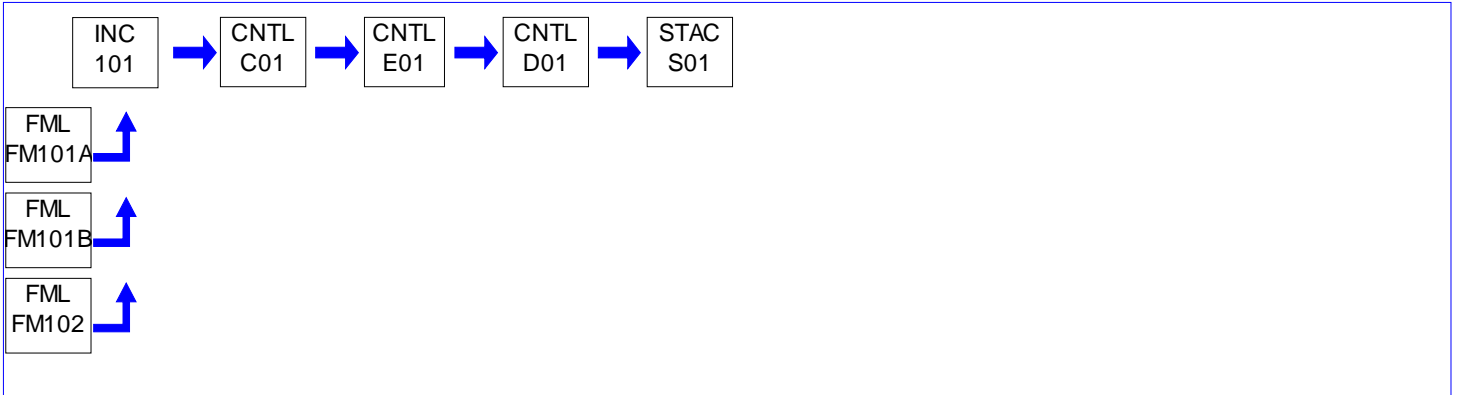 INC
101
CNTL
C01
CNTL
E01
CNTL
D01
STAC
S01
FML
FM101A
FML
FM101B
FML
FM102